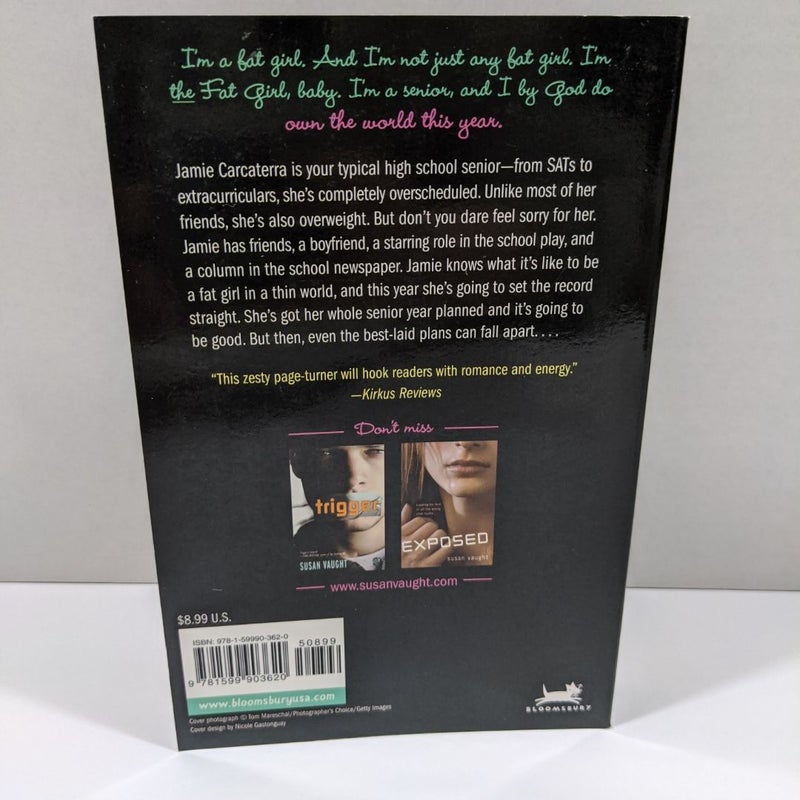 I'm a fat girl. And I'm not just any fat girl. I'm
the Fat Girl, baby. I'm a senior, and I by God do
own the world this year.
Jamie Carcaterra is your typical high school senior—from SATs to
extracurriculars, she's completely overscheduled. Unlike most of her
friends, she's also overweight. But don't you dare feel sorry for her.
Jamie has friends, a boyfriend, a starring role in the school play, and
a column in the school newspaper. Jamie knows what it's like to be
a fat girl in a thin world, and this year she's going to set the record
straight. She's got her whole senior year planned and it's going to
be good. But then, even the best-laid plans can fall apart. . . .
“This zesty page-turner will hook readers with romance and energy.”
—Kirkus Reviews
Don't miss
trigger
SUSAN VAUGHT
EXPOSED
susan vaught
www.susanvaught.com
$8.99 U.S.
ISBN: 978-1-59990-362-0
50899
9 781599 903620
www.bloomsburyusa.com
Cover photograph © Tom Mareschal/Photographer's Choice/Getty Images
Cover design by Nicole Gastonguay
BLOOMSBURY